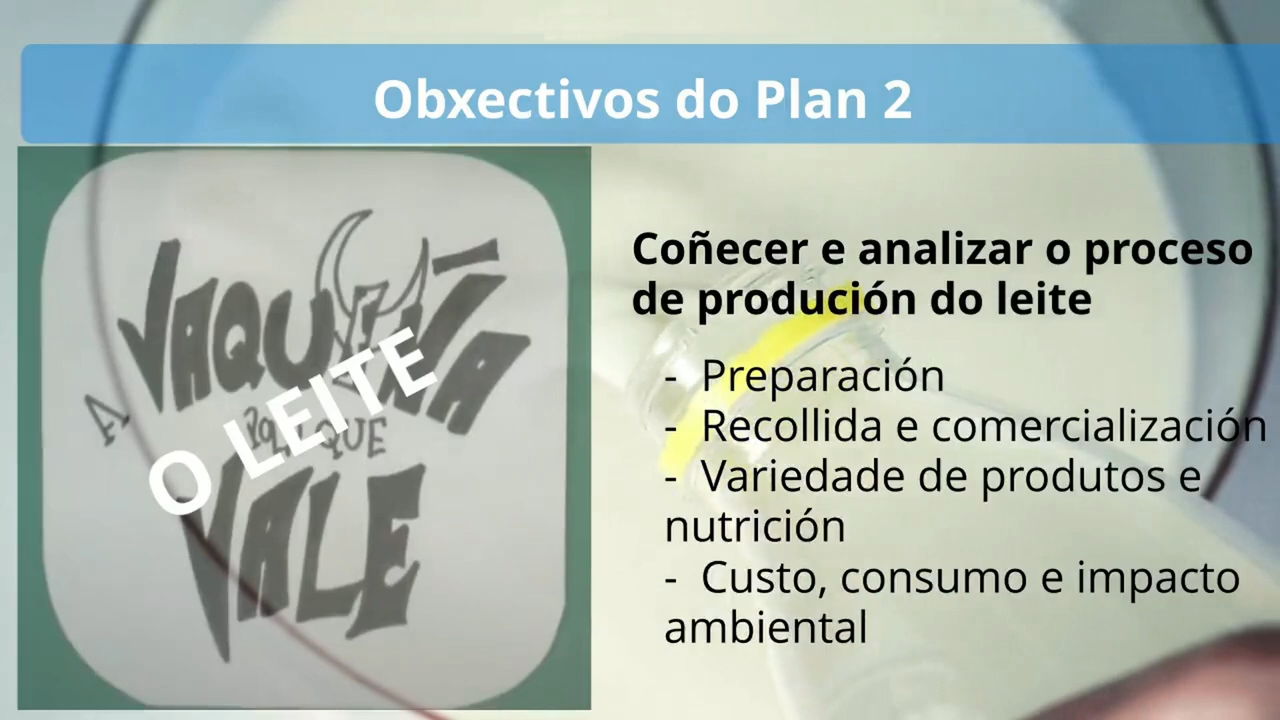 Obxectivos do Plan 2
A
VAQUIÑA
POLO QUE
VALE
O LEITE
Coñecer e analizar o proceso
de produción do leite
- Preparación
- Recollida e comercialización
- Variedade de produtos e
nutrición
- Custo, consumo e impacto
ambiental